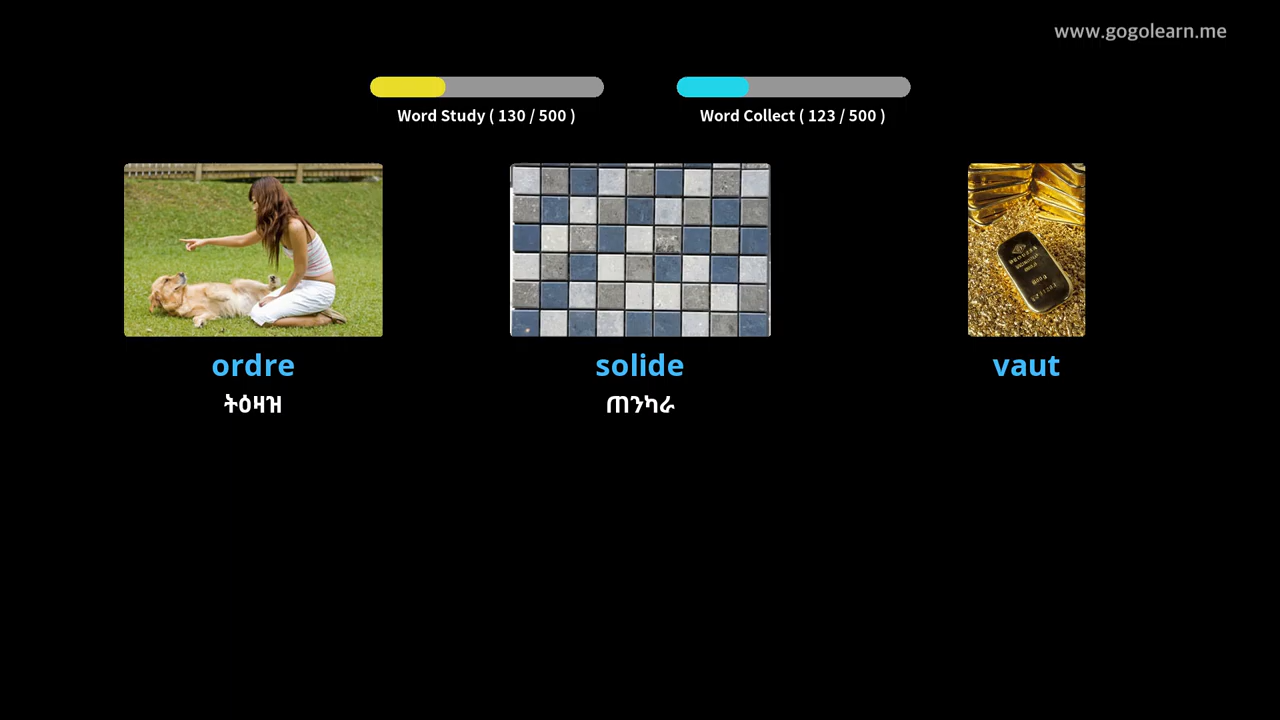 www.gogolearn.me
Word Study ( 130 / 500 )
Word Collect ( 123 / 500 )
ordre
solide
vaut
ትዕዛዝ
ጠንካራ